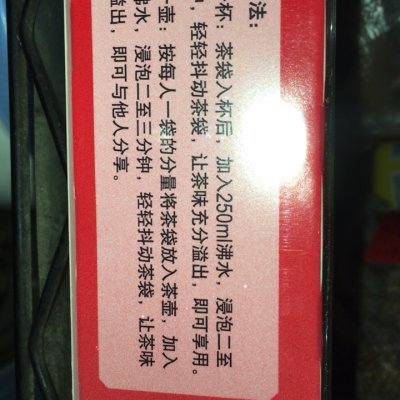 法：
杯：茶袋入杯后，加入250ml沸水，浸泡二至
，轻轻抖动茶袋，让茶味充分溢出，即可享用。
壶：按每人一袋的分量将茶袋放入茶壶，加入
沸水，浸泡二至三分钟，轻轻抖动茶袋，让茶味
溢出，即可与他人分享。